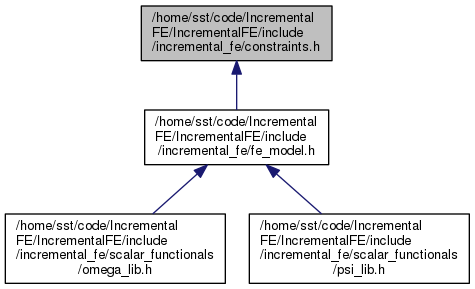 /home/sst/code/Incremental
FE/IncrementalFE/include
/incremental_fe/constraints.h
/home/sst/code/Incremental
FE/IncrementalFE/include
/incremental_fe/fe_model.h
/home/sst/code/Incremental
FE/IncrementalFE/include
/incremental_fe/scalar_functionals
/omega_lib.h
/home/sst/code/Incremental
FE/IncrementalFE/include
/incremental_fe/scalar_functionals
/psi_lib.h